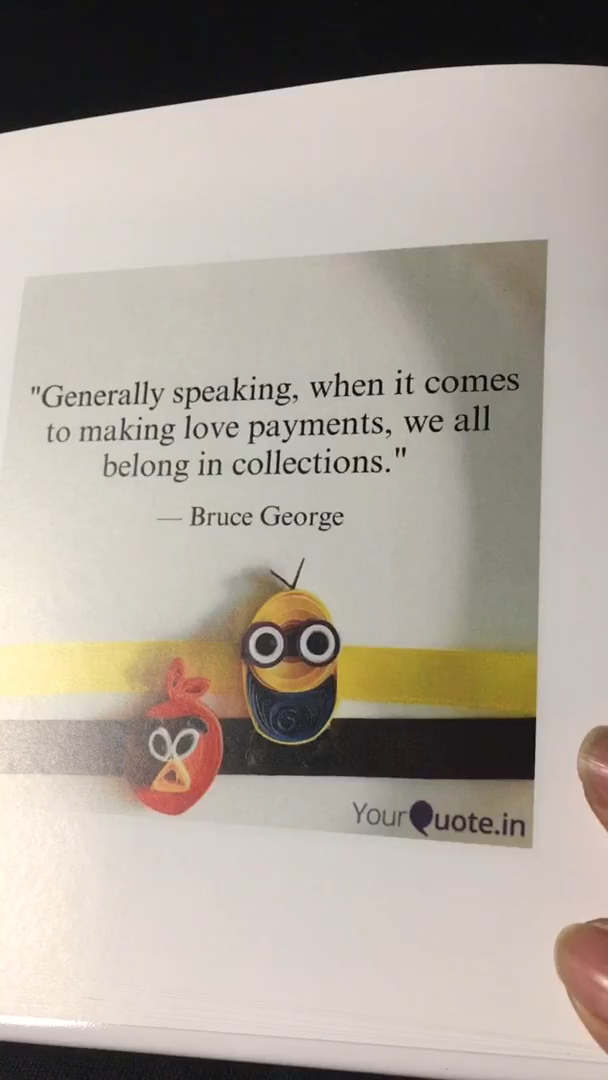 "Generally speaking, when it comes
to making love payments, we all
belong in collections."
— Bruce George
YourQuote.in